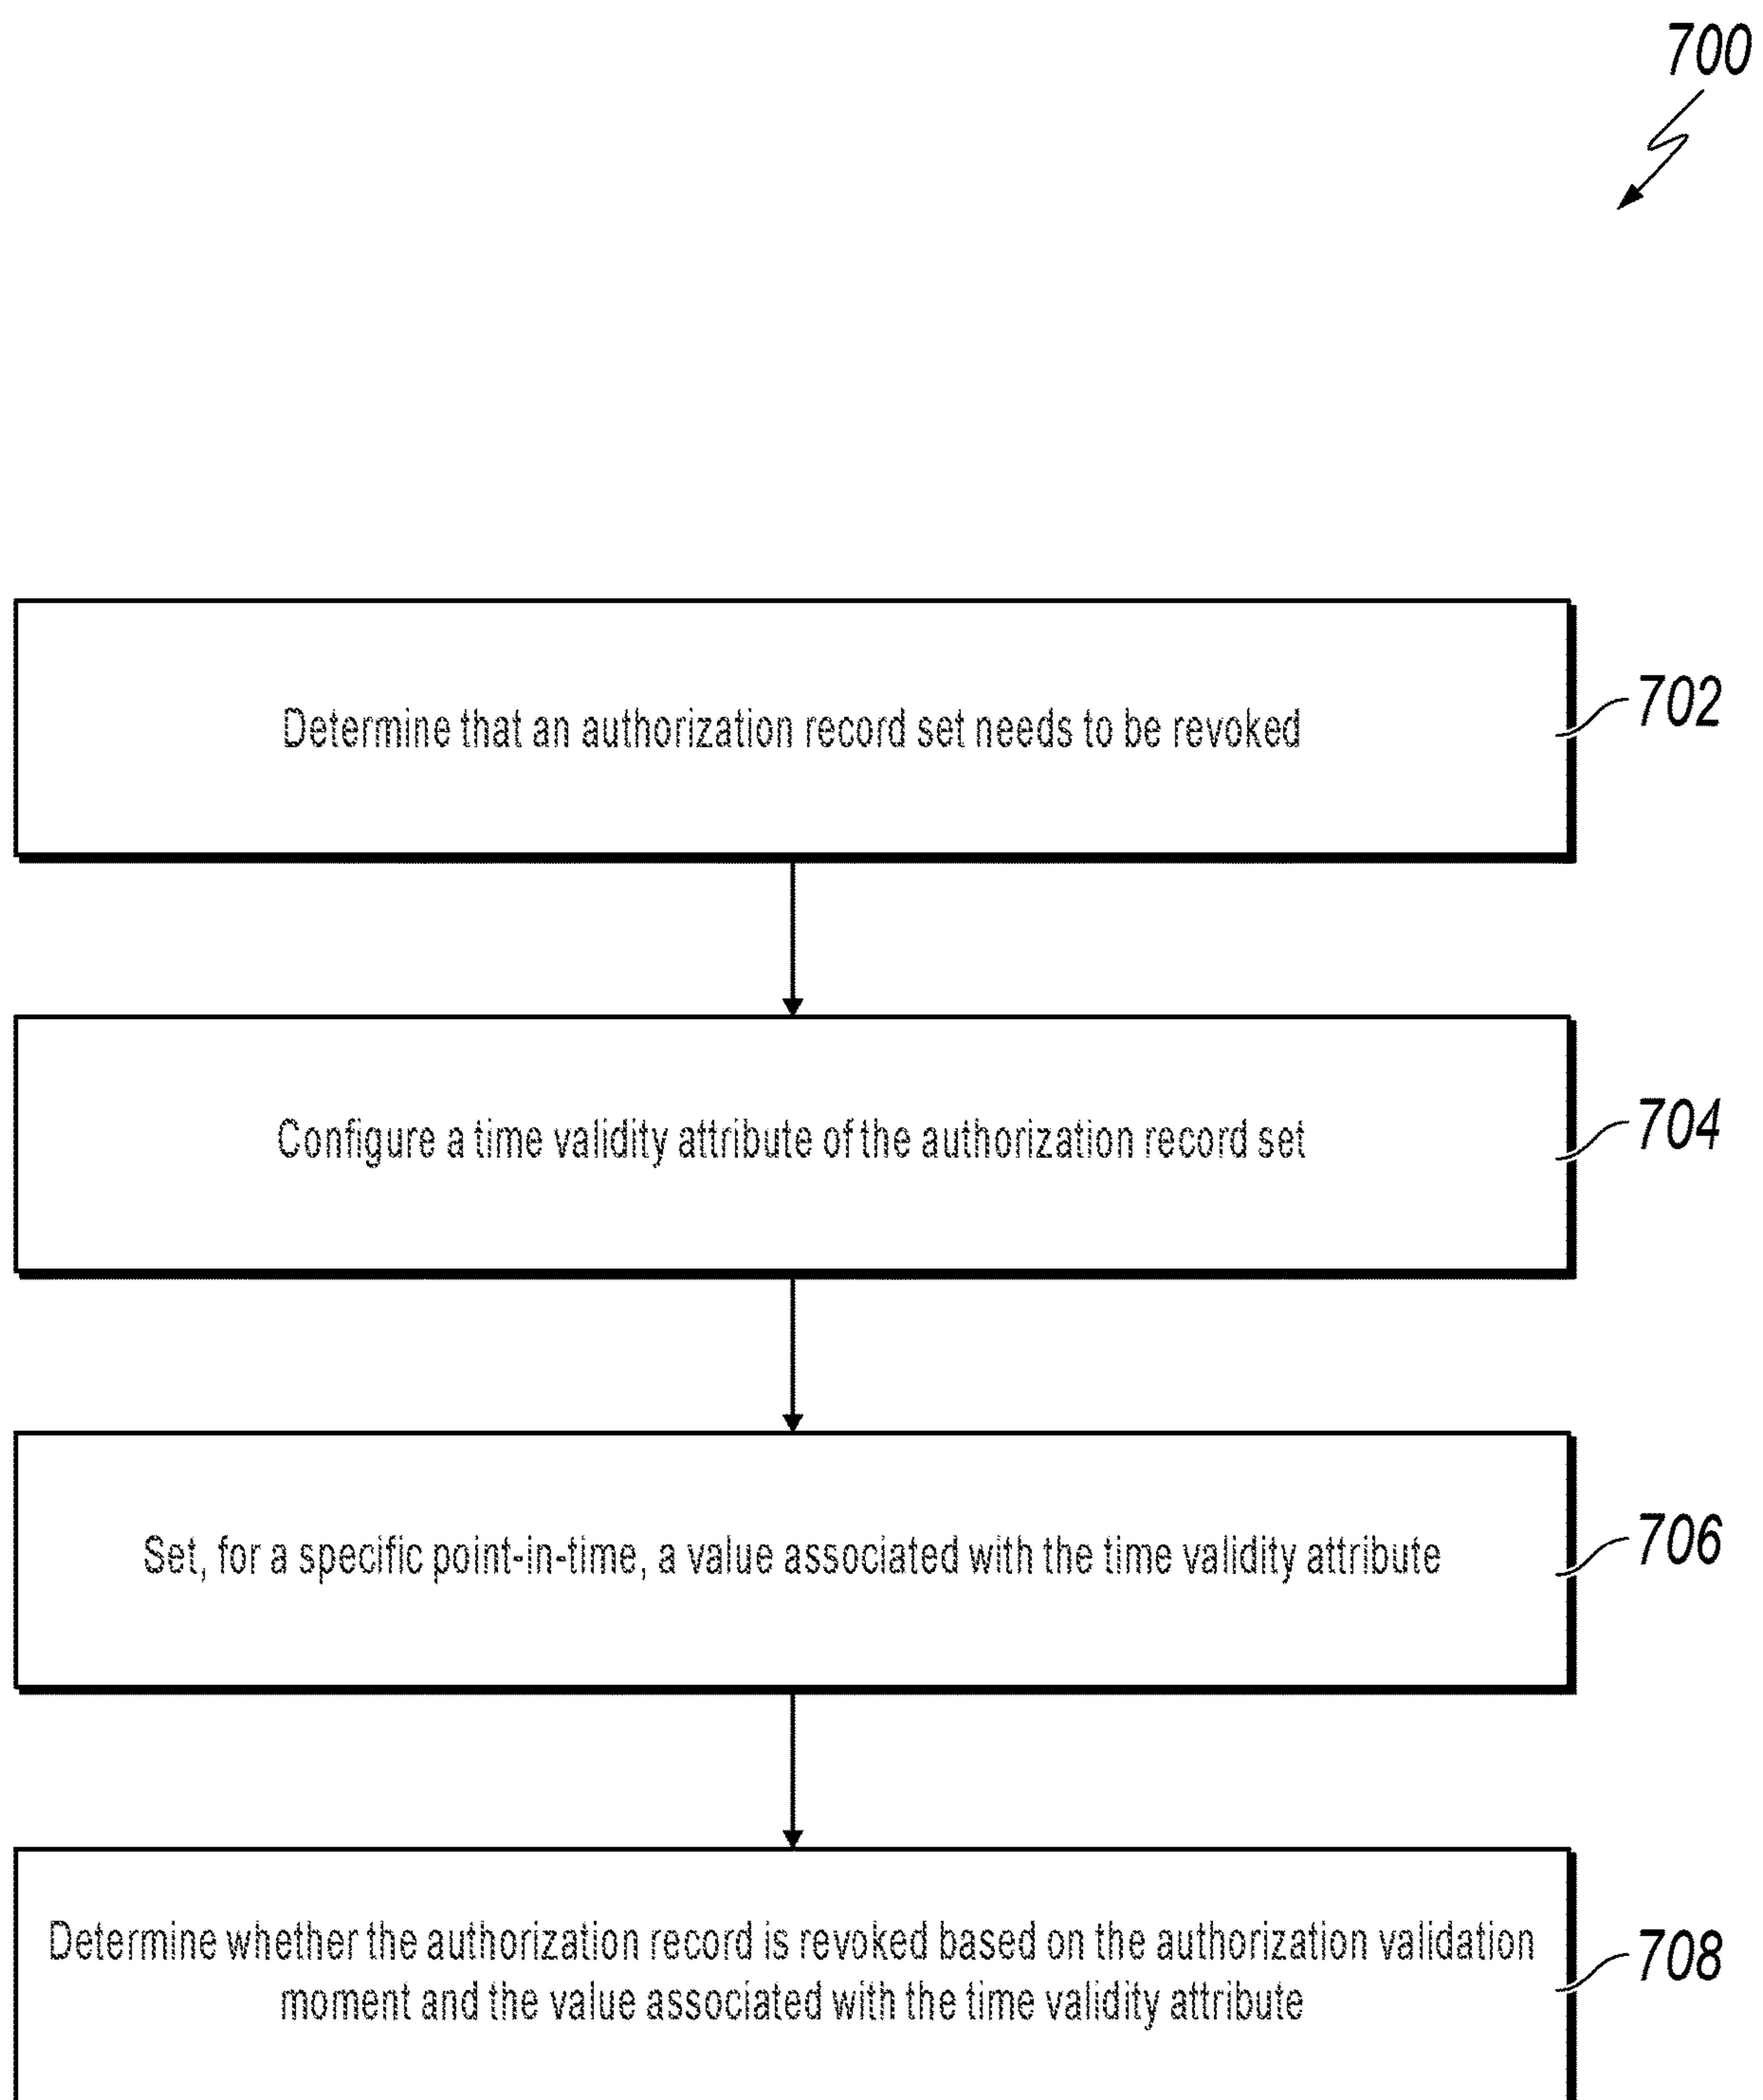 700
Determine that an authorization record set needs to be revoked
702
Configure a time validity attribute of the authorization record set
704
Set, for a specific point-in-time, a value associated with the time validity attribute
706
Determine whether the authorization record is revoked based on the authorization validation
moment and the value associated with the time validity attribute
708